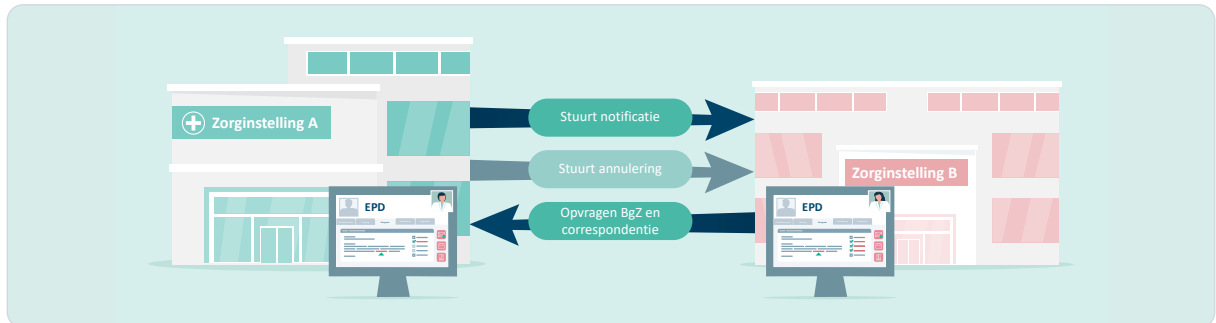 Zorginstelling A
Stuurt notificatie
Stuurt annulering
Zorginstelling B
EPD
Opvragen BgZ en
correspondentie
EPD